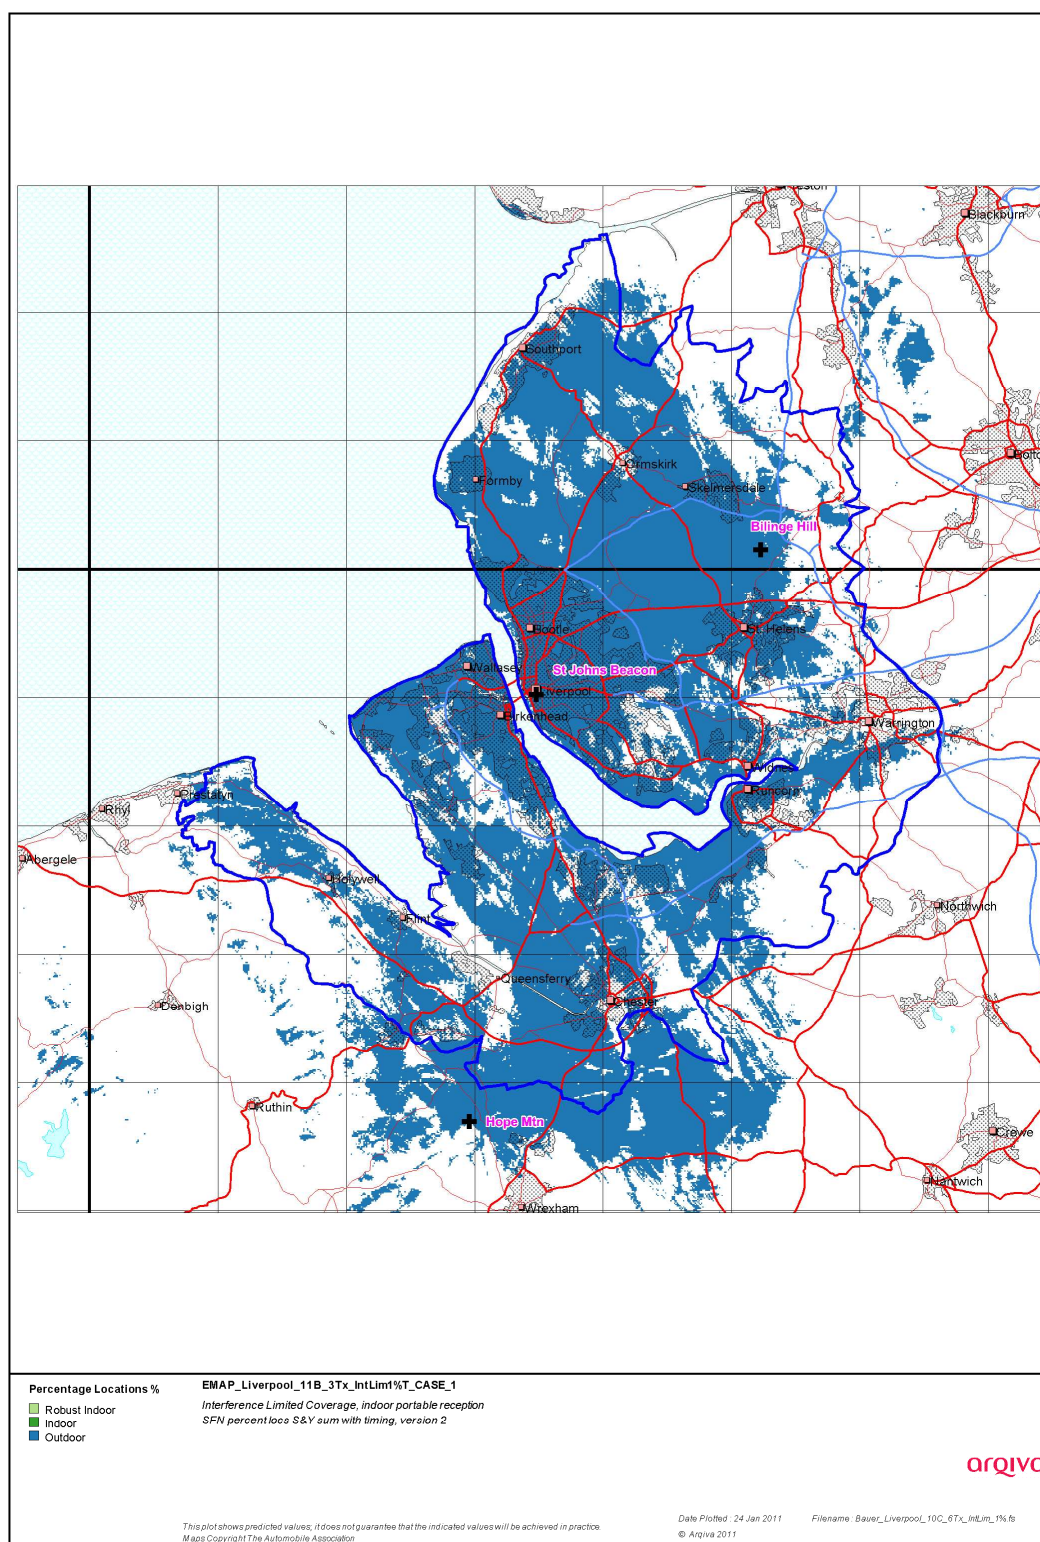 Blackburn
Southport
Bolto
Ormskirk
Formby
Skelmersdale
Bilinge Hill
Bootle
St. Helens
Wallasey
St Johns Beacon
Liverpool
Birkenhead
Warrington
Widnes
Prestatyn
Runcorn
Rhyl
Abergele
Holywell
Northwich
Flint
Queensferry
Denbigh
Chester
Ruthin
Hope Mtn
Crewe
Nantwich
Wrexham
Percentage Locations %
Robust Indoor
Indoor
Outdoor
EMAP_Liverpool_11B_3Tx_IntLim1%T_CASE_1
Interference Limited Coverage, indoor portable reception
SFN percent locs S&Y sum with timing, version 2
arqiva
This plot shows predicted values; it does not guarantee that the indicated values will be achieved in practice
Maps Copyright The Automobile Association
Date Plotted : 24 Jan 2011
© Arqiva 2011
Filename : Bauer_Liverpool_10C_6Tx_IntLim_1%.fs